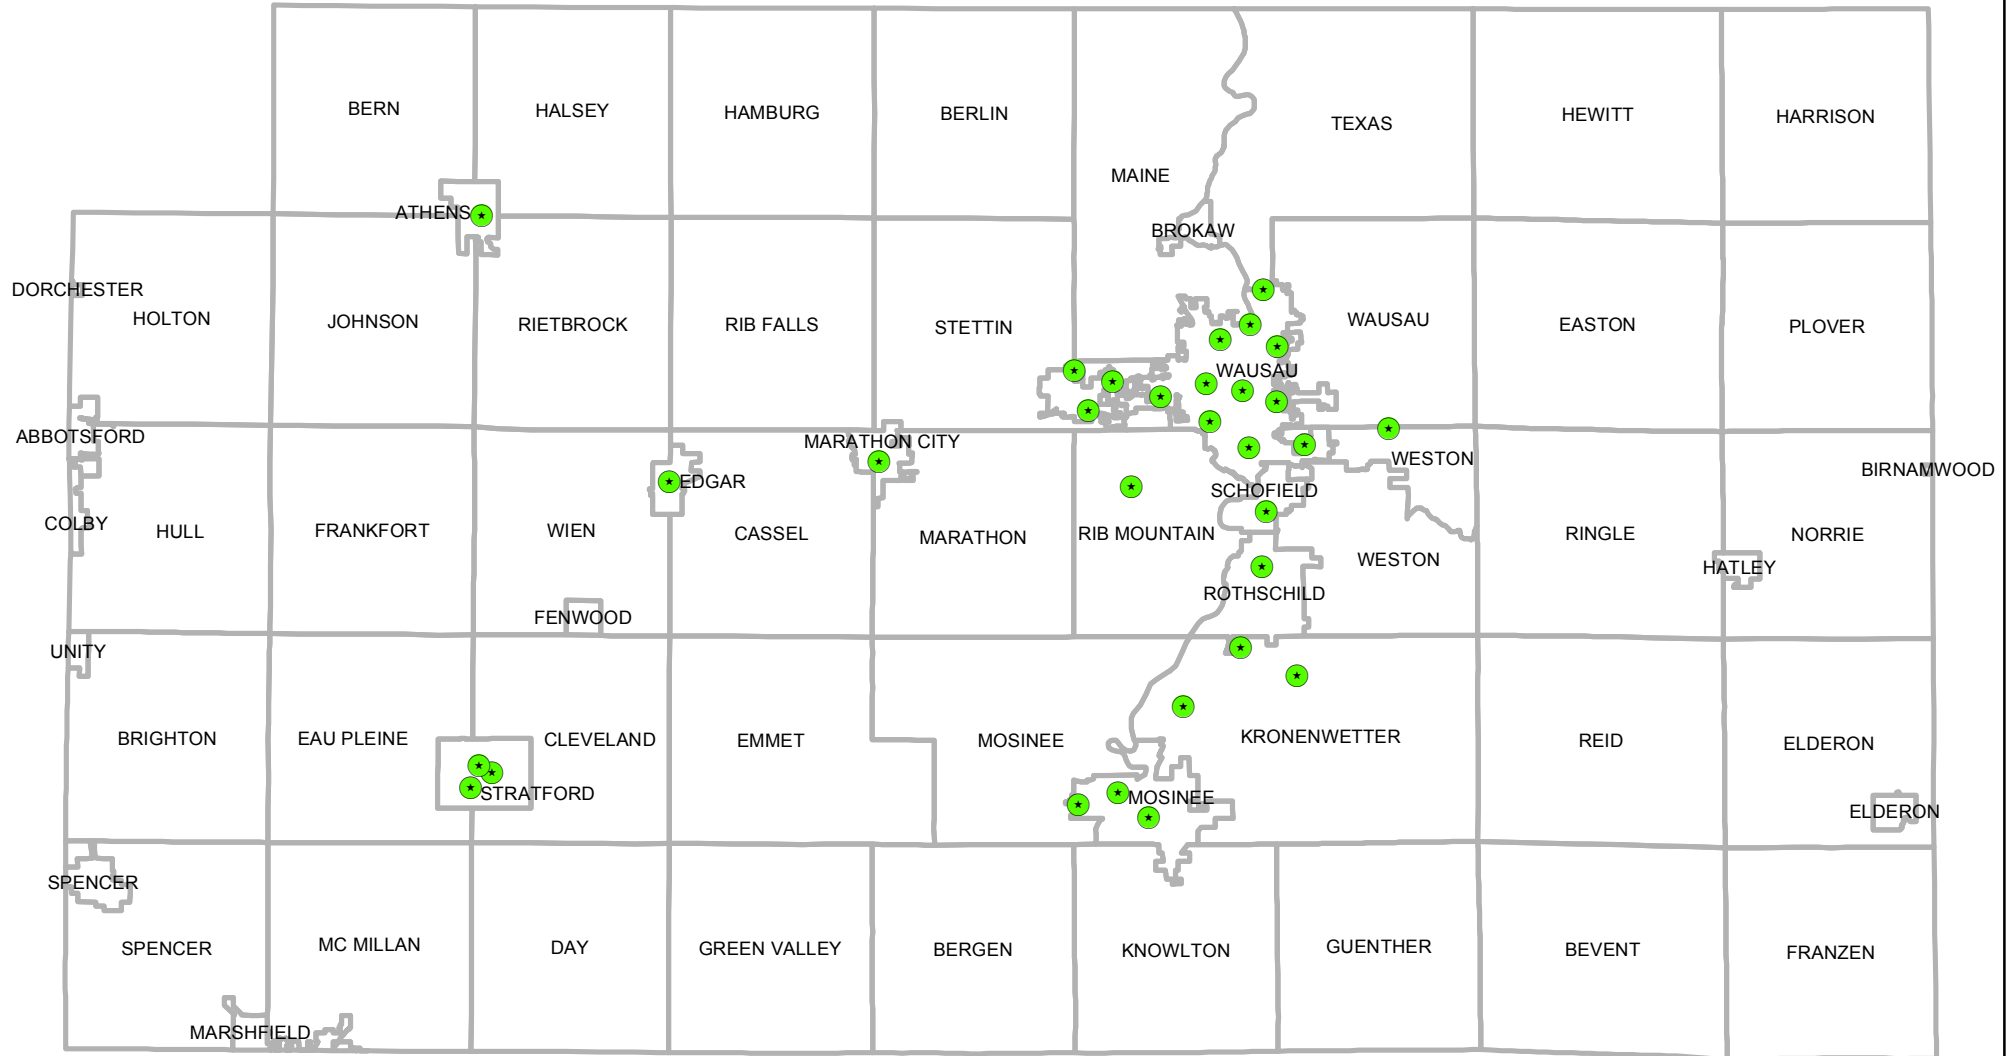 BERN
HALSEY
HAMBURG
BERLIN
TEXAS
HEWITT
HARRISON
MAINE
ATHENS
BROKAW
DORCHESTER
HOLTON
JOHNSON
RIETBROCK
RIB FALLS
STETTIN
WAUSAU
EASTON
PLOVER
WAUSAU
ABBOTSFORD
MARATHON CITY
WESTON
BIRNAMWOOD
EDGAR
SCHOFIELD
COLBY
HULL
FRANKFORT
WIEN
CASSEL
MARATHON
RIB MOUNTAIN
RINGLE
NORRIE
WESTON
HATLEY
ROTHSCHILD
FENWOOD
UNITY
BRIGHTON
EAU PLEINE
CLEVELAND
EMMET
MOSINEE
KRONENWETTER
REID
ELDERON
STRATFORD
MOSINEE
ELDERON
SPENCER
SPENCER
MC MILLAN
DAY
GREEN VALLEY
BERGEN
KNOWLTON
GUENTHER
BEVENT
FRANZEN
MARSHFIELD